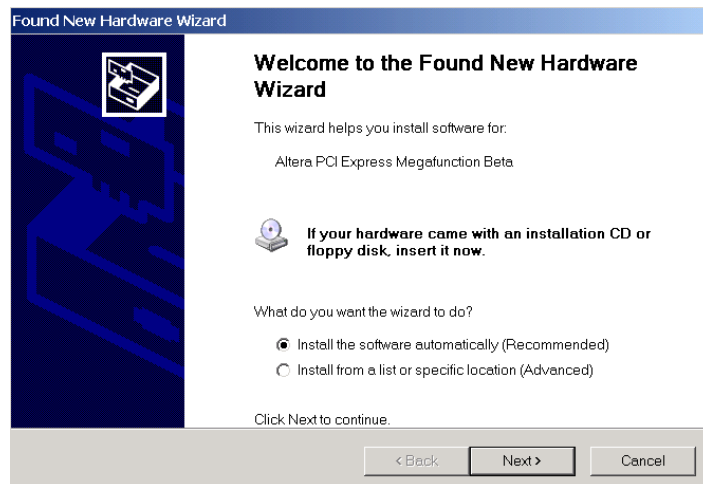 Found New Hardware Wizard
Welcome to the Found New Hardware
Wizard
This wizard helps you install software for:
Altera PCI Express Megafunction Beta
If your hardware came with an installation CD or
floppy disk, insert it now.
What do you want the wizard to do?
Install the software automatically (Recommended)
Install from a list or specific location (Advanced)
Click Next to continue.
< Back Next > Cancel